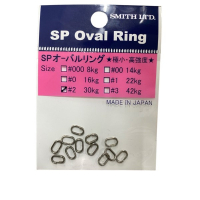 SMITH LTD.
SP Oval Ring
SPオーバルリング ★極小・高強度★
Size □#000 8kg □#00 14kg
□#0 16kg □#1 22kg
☒#2 30kg □#3 42kg
MADE IN JAPAN